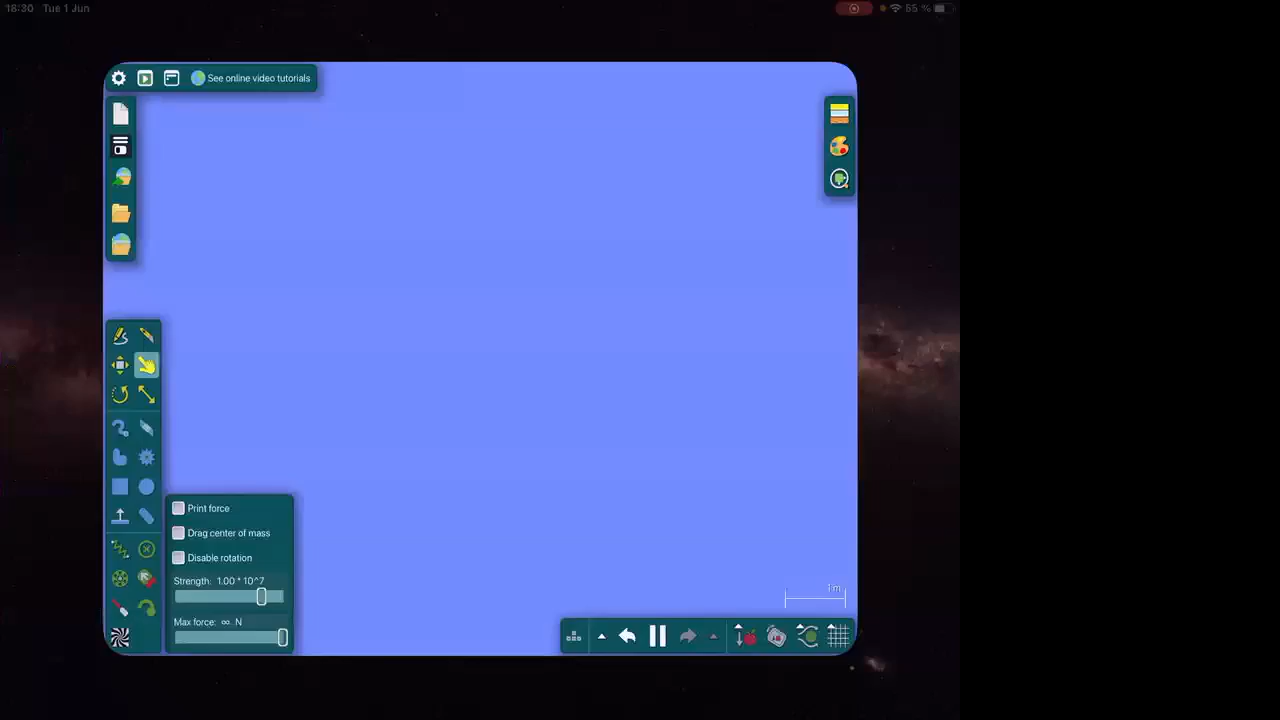 18:30 Tue 1 Jun
55 %
See online video tutorials
Print force
Drag center of mass
Disable rotation
Strength: 1.00 * 10^7
Max force: ∞ N
1 m